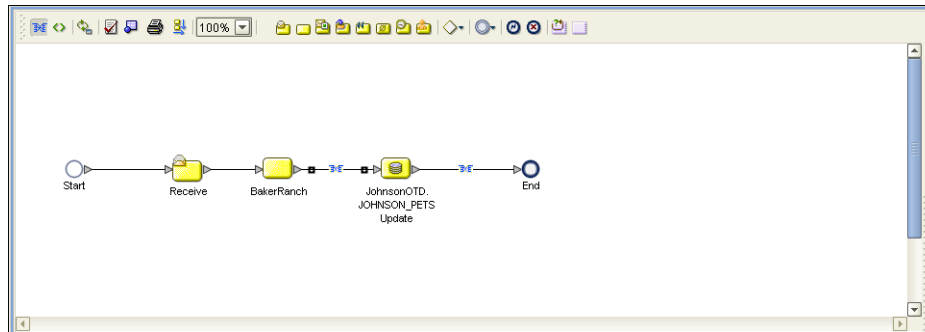 100%
Start
Receive
BakerRanch
JohnsonOTD.
JOHNSON_PETS
Update
End